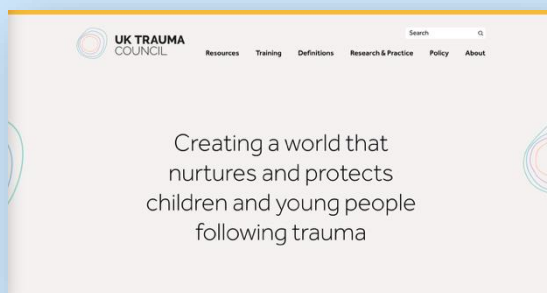 Search
UK TRAUMA
COUNCIL
Resources Training Definitions Research & Practice Policy About
Creating a world that
nurtures and protects
children and young people
following trauma